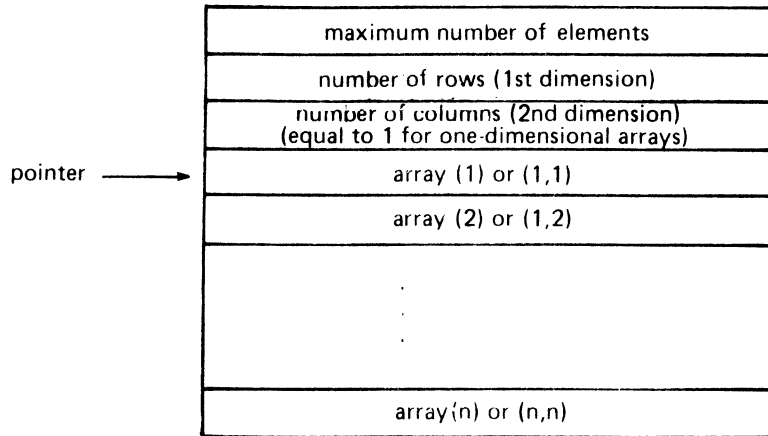 maximum number of elements
number of rows (1st dimension)
number of columns (2nd dimension)
(equal to 1 for one-dimensional arrays)
pointer
array (1) or (1,1)
array (2) or (1,2)
array(n) or (n,n)